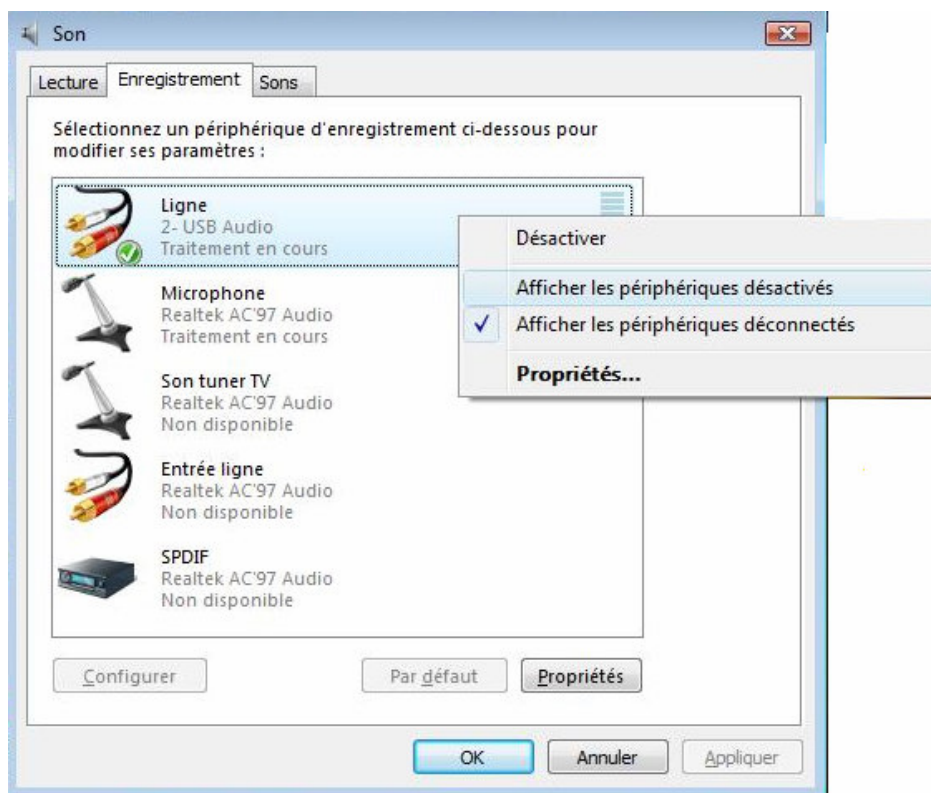 Son
Lecture Enregistrement Sons
Sélectionnez un périphérique d'enregistrement ci-dessous pour
modifier ses paramètres :
Ligne
2- USB Audio
Traitement en cours
Microphone
Realtek AC'97 Audio
Traitement en cours
Son tuner TV
Realtek AC'97 Audio
Non disponible
Entrée ligne
Realtek AC'97 Audio
Non disponible
SPDIF
Realtek AC'97 Audio
Non disponible
Désactiver
Afficher les périphériques désactivés
Afficher les périphériques déconnectés
Propriétés...
Configurer Par défaut Propriétés
OK Annuler Appliquer